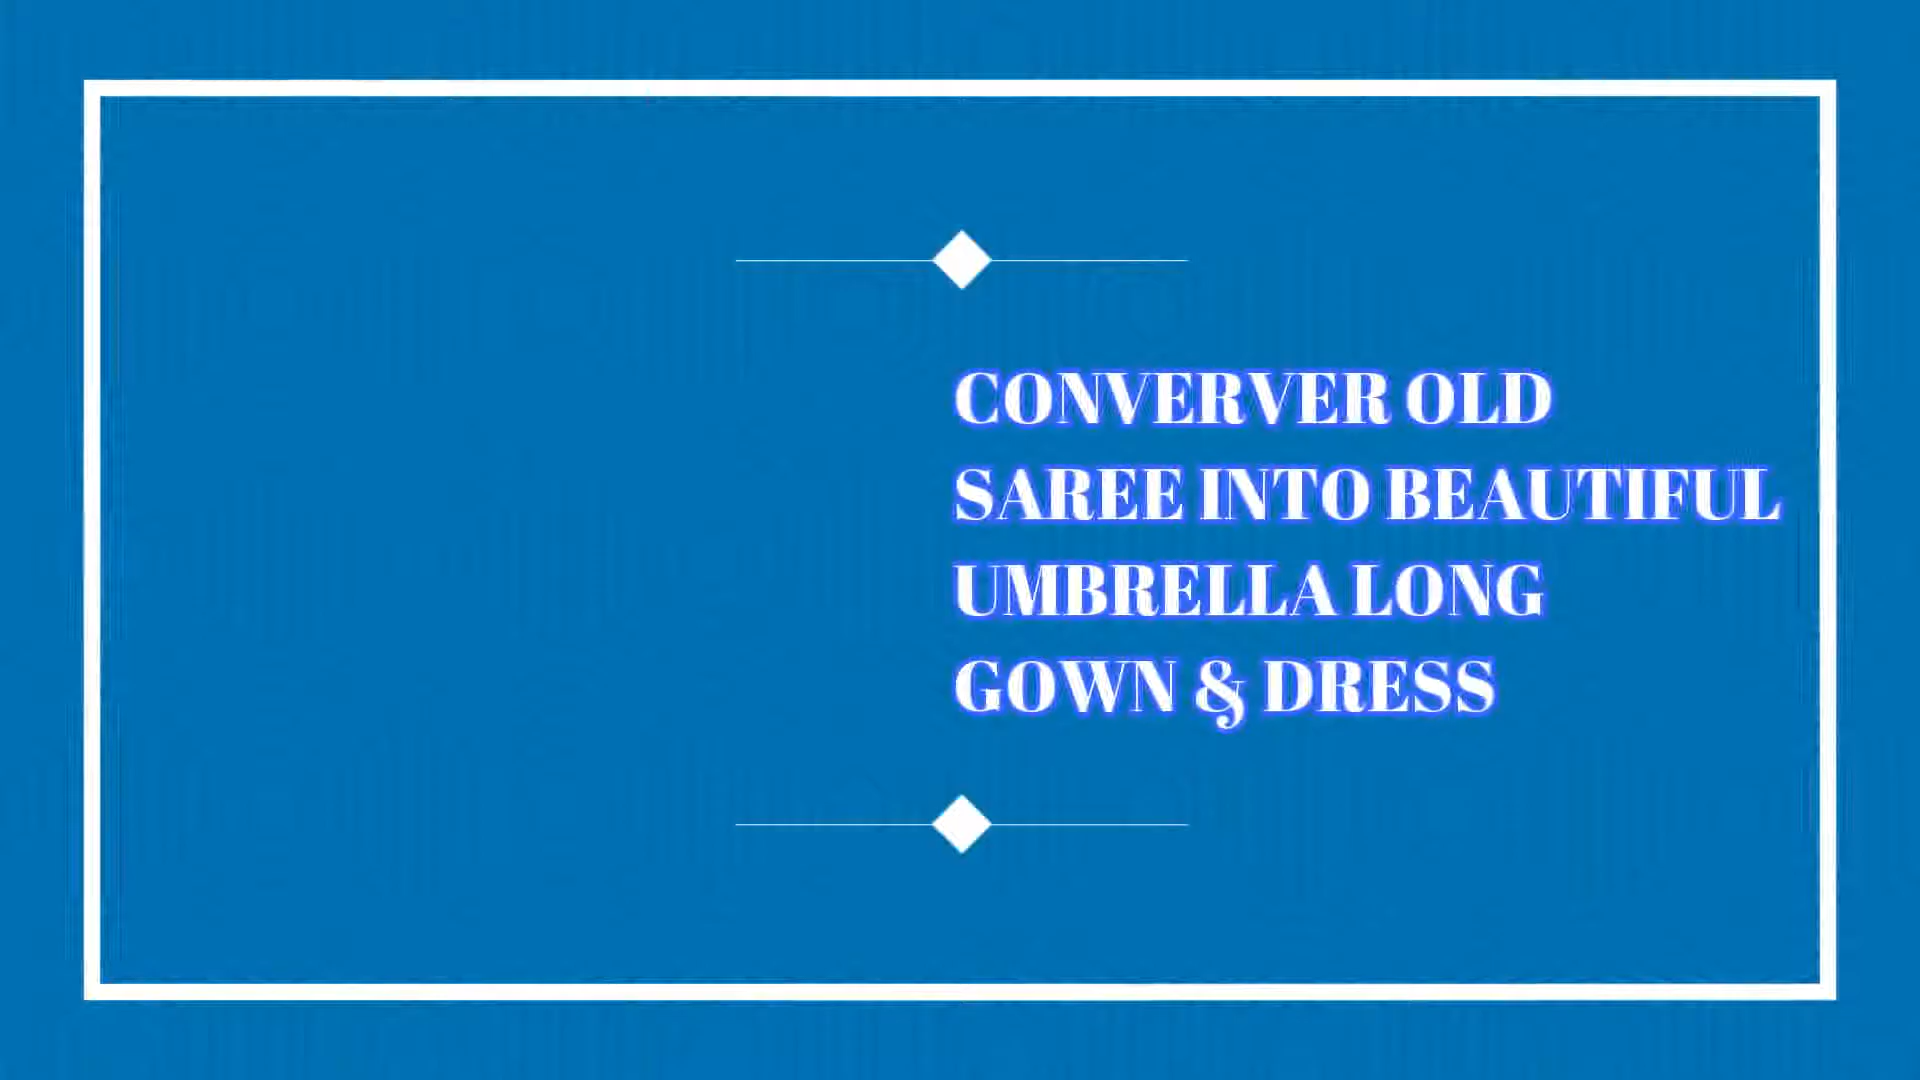 CONVERVER OLD
SAREE INTO BEAUTIFUL
UMBRELLA LONG
GOWN & DRESS